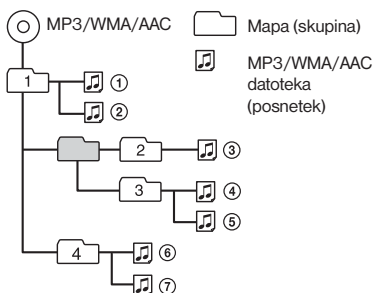 MP3/WMA/AAC
Mapa (skupina)
MP3/WMA/AAC
datoteka
(posnetek)
1
①
②
2
③
3
④
⑤
4
⑥
⑦